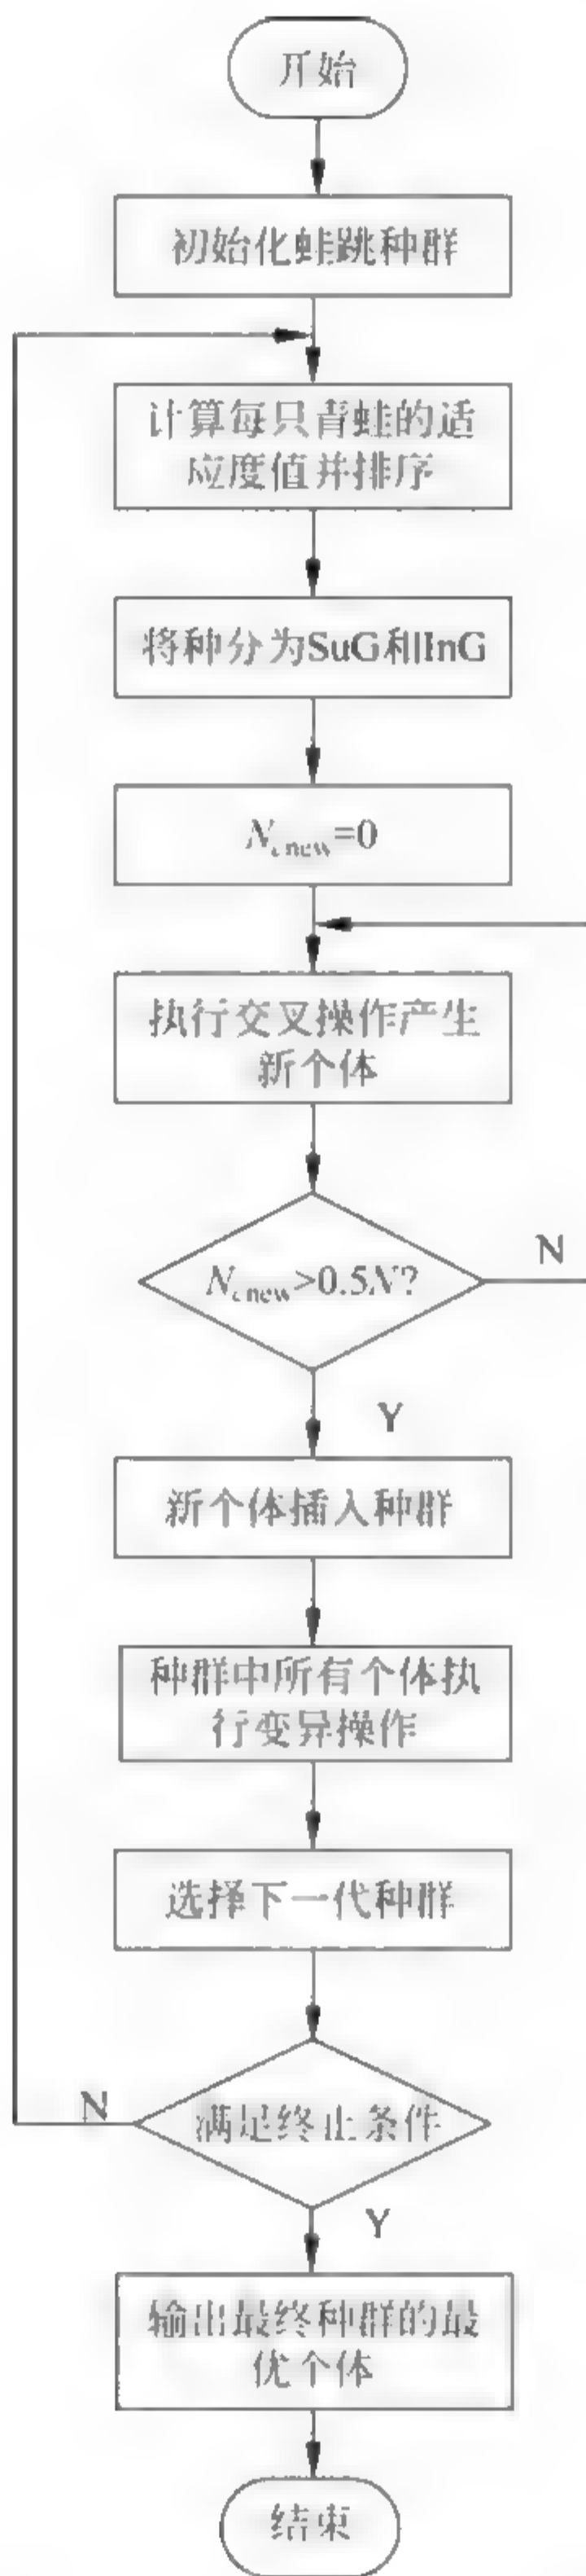 开始
初始化蛙跳种群
计算每只青蛙的适
应度值并排序
将种分为SuG和InG
N_{c new}=0
执行交叉操作产生
新个体
N_{c new}>0.5N?
N
Y
新个体插入种群
种群中所有个体执
行变异操作
选择下一代种群
满足终止条件
N
Y
输出最终种群的最
优个体
结束